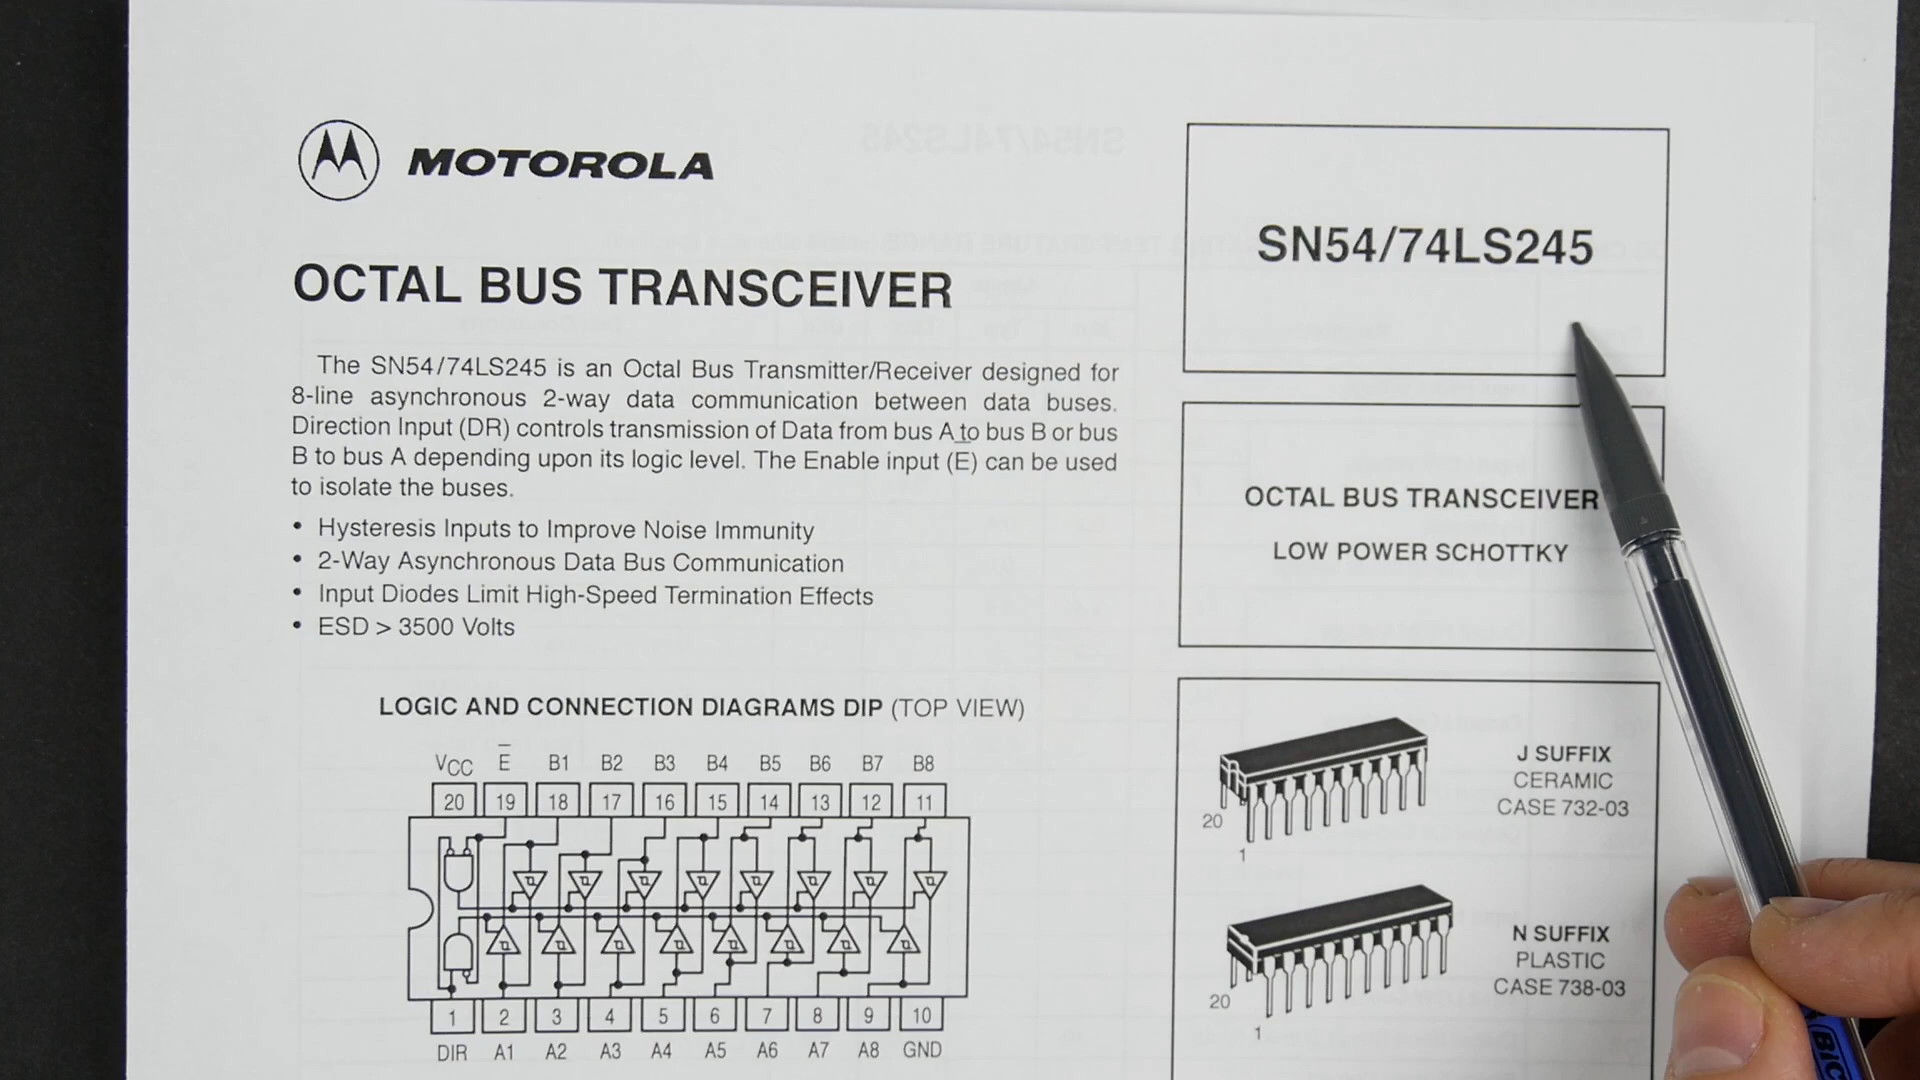 MOTOROLA
SN54/74LS245
OCTAL BUS TRANSCEIVER
The SN54/74LS245 is an Octal Bus Transmitter/Receiver designed for
8-line asynchronous 2-way data communication between data buses.
Direction Input (DR) controls transmission of Data from bus A to bus B or bus
B to bus A depending upon its logic level. The Enable input (E) can be used
to isolate the buses.
• Hysteresis Inputs to Improve Noise Immunity
• 2-Way Asynchronous Data Bus Communication
• Input Diodes Limit High-Speed Termination Effects
• ESD > 3500 Volts
OCTAL BUS TRANSCEIVER
LOW POWER SCHOTTKY
LOGIC AND CONNECTION DIAGRAMS DIP (TOP VIEW)
VCC E̅ B1 B2 B3 B4 B5 B6 B7 B8
20 19 18 17 16 15 14 13 12 11
1 2 3 4 5 6 7 8 9 10
DIR A1 A2 A3 A4 A5 A6 A7 A8 GND
J SUFFIX
CERAMIC
CASE 732-03
20
1
N SUFFIX
PLASTIC
CASE 738-03
20
1
BIC